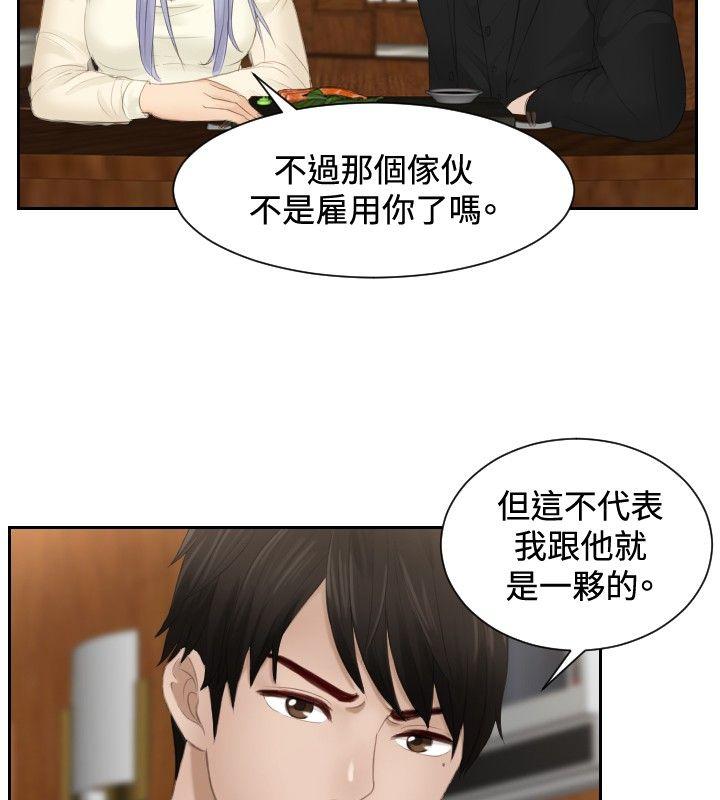 不過那個傢伙
不是雇用你了嗎。
但這不代表
我跟他就
是一夥的。